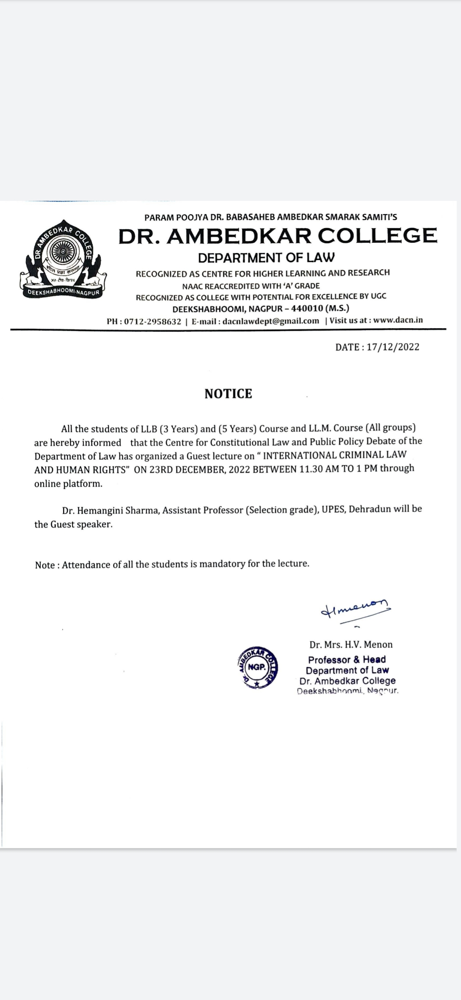 PARAM POOJYA DR. BABASAHEB AMBEDKAR SMARAK SAMITI'S
DR. AMBEDKAR COLLEGE
DEPARTMENT OF LAW
RECOGNIZED AS CENTRE FOR HIGHER LEARNING AND RESEARCH
NAAC REACCREDITED WITH ‘A’ GRADE
RECOGNIZED AS COLLEGE WITH POTENTIAL FOR EXCELLENCE BY UGC
DEEKSHABHOOMI, NAGPUR – 440010 (M.S.)
PH : 0712-2958632 | E-mail : dacnlawdept@gmail.com | Visit us at : www.dacn.in
DR. AMBEDKAR COLLEGE
शील प्रज्ञा करुणा
DEEKSHABHOOMI-NAGPUR
DATE : 17/12/2022
NOTICE
All the students of LLB (3 Years) and (5 Years) Course and LL.M. Course (All groups)
are hereby informed that the Centre for Constitutional Law and Public Policy Debate of the
Department of Law has organized a Guest lecture on “ INTERNATIONAL CRIMINAL LAW
AND HUMAN RIGHTS” ON 23RD DECEMBER, 2022 BETWEEN 11.30 AM TO 1 PM through
online platform.
Dr. Hemangini Sharma, Assistant Professor (Selection grade), UPES, Dehradun will be
the Guest speaker.
Note : Attendance of all the students is mandatory for the lecture.
Hmenon
Dr. Mrs. H.V. Menon
Professor & Head
Department of Law
Dr. Ambedkar College
Deekshabhoomi, Nagpur.
DR. AMBEDKAR COLLEGE
NGP.